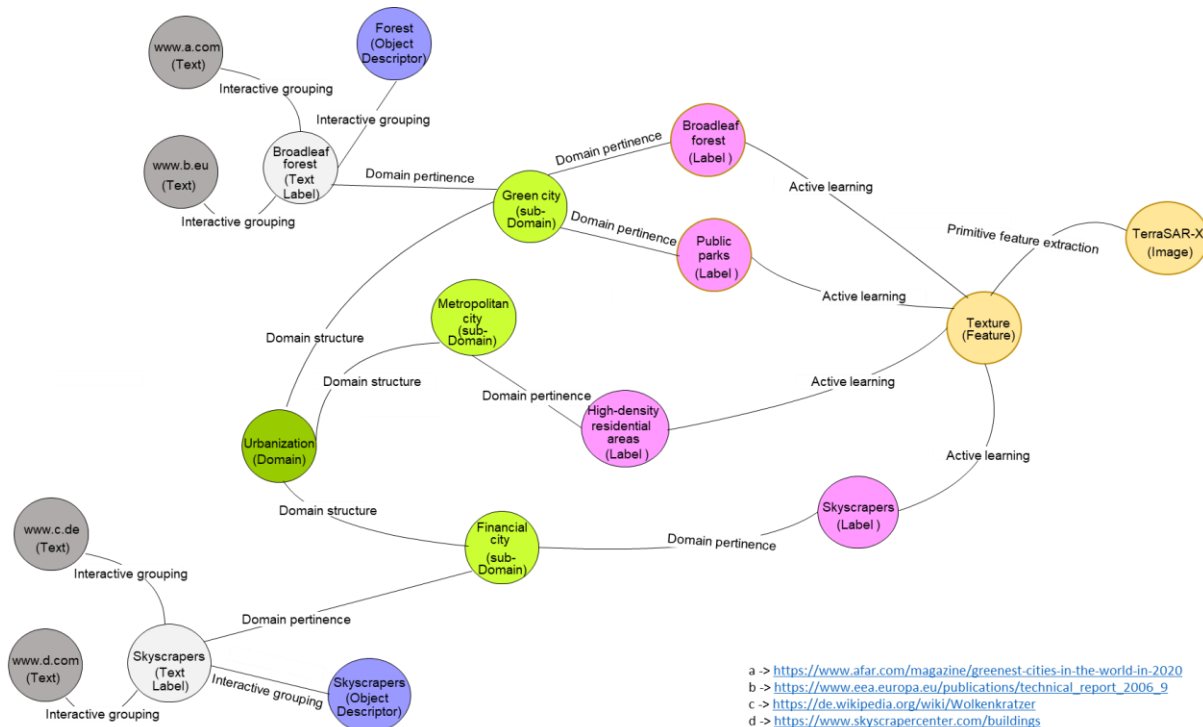 www.a.com
(Text)
Forest
(Object
Descriptor)
Interactive grouping
Interactive grouping
www.b.eu
(Text)
Broadleaf
forest
(Text
Label)
Interactive grouping
Domain pertinence
Green city
(sub-
Domain)
Domain pertinence
Broadleaf
forest
(Label )
Domain pertinence
Public
parks
(Label )
Active learning
Active learning
Primitive feature extraction
TerraSAR-X
(Image)
Texture
(Feature)
Metropolitan
city
(sub-
Domain)
Domain structure
Domain structure
Domain pertinence
High-density
residential
areas
(Label )
Active learning
Urbanization
(Domain)
Active learning
Domain structure
Financial
city
(sub-
Domain)
Domain pertinence
Skyscrapers
(Label )
www.c.de
(Text)
Interactive grouping
Domain pertinence
www.d.com
(Text)
Skyscrapers
(Text
Label)
Interactive grouping
Interactive grouping
Skyscrapers
(Object
Descriptor)
a -> https://www.afar.com/magazine/greenest-cities-in-the-world-in-2020
b -> https://www.eea.europa.eu/publications/technical_report_2006_9
c -> https://de.wikipedia.org/wiki/Wolkenkratzer
d -> https://www.skyscrapercenter.com/buildings